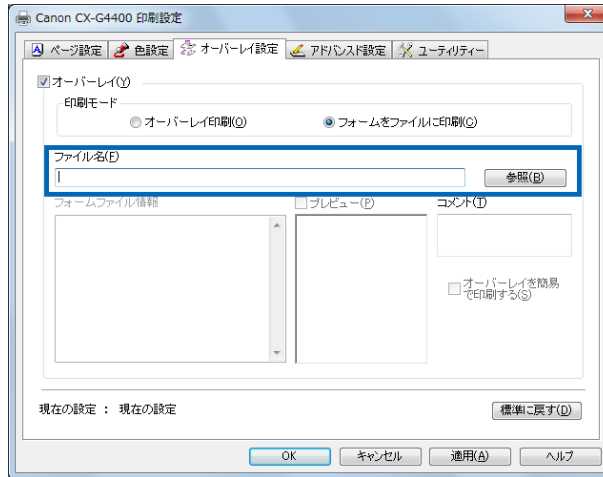 Canon CX-G4400 印刷設定
ページ設定 色設定 オーバーレイ設定 アドバンスド設定 ユーティリティー
オーバーレイ(Y)
印刷モード
オーバーレイ印刷(O) フォームをファイルに印刷(C)
ファイル名(F)
参照(B)
フォームファイル情報 プレビュー(P) コメント(T)
オーバーレイを簡易
で印刷する(S)
現在の設定 : 現在の設定 標準に戻す(D)
OK キャンセル 適用(A) ヘルプ